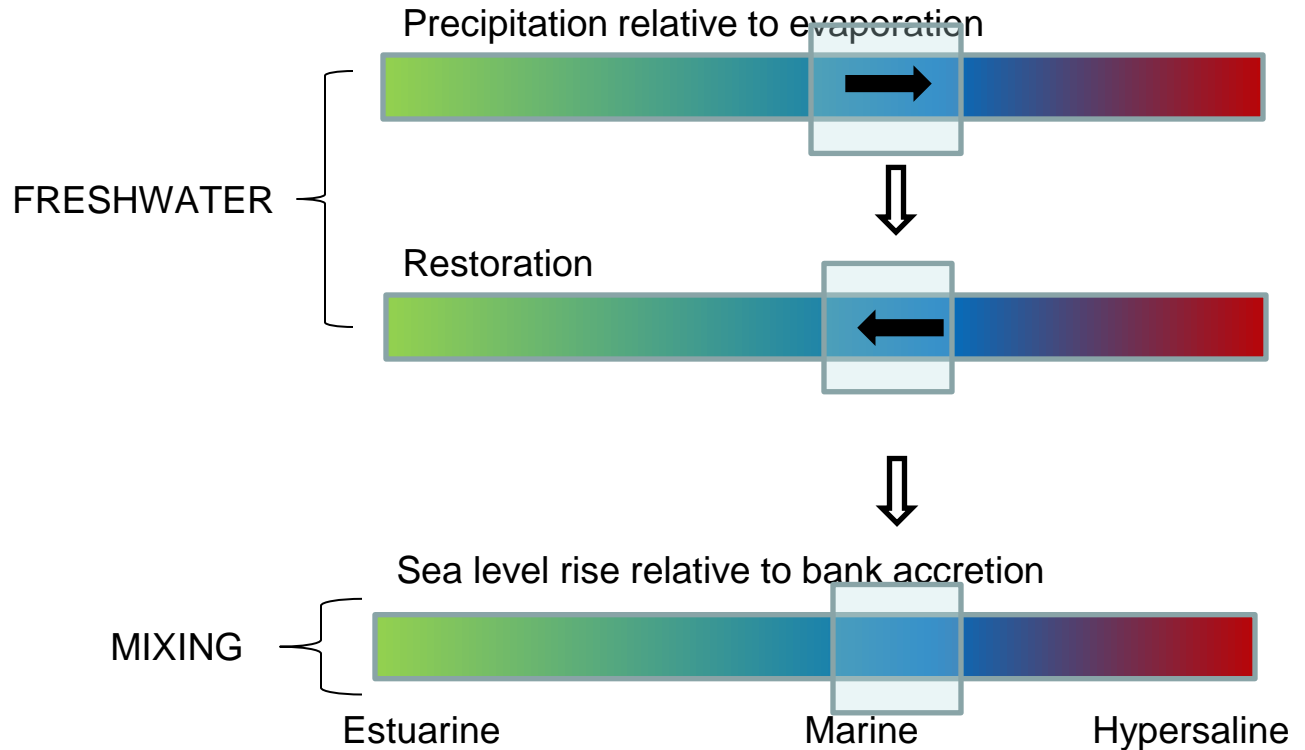 Precipitation relative to evaporation
FRESHWATER
Restoration
Sea level rise relative to bank accretion
MIXING
Estuarine
Marine
Hypersaline